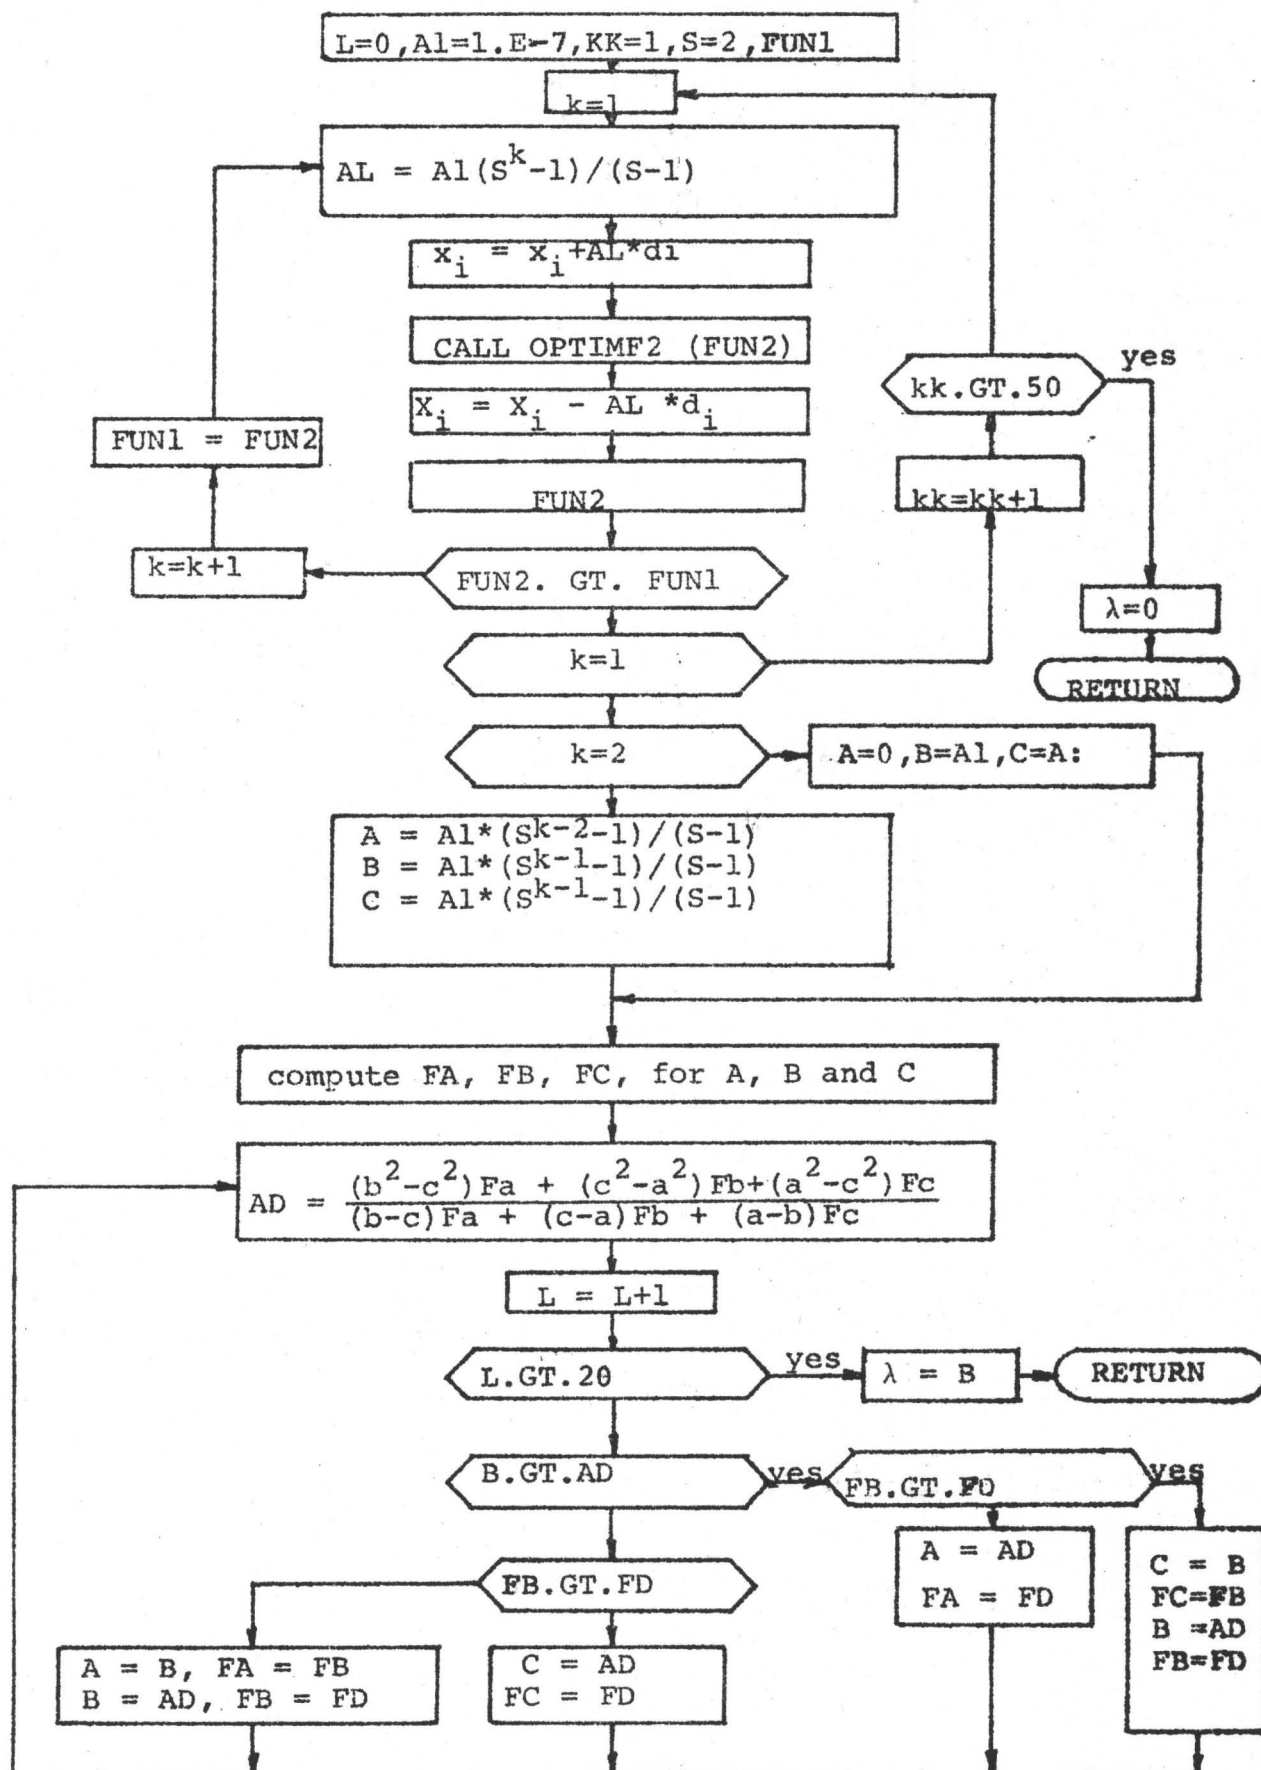 L=0,Al=1.E-7,KK=1,S=2,FUN1
k=1
AL = Al(S^k-1)/(S-1)
x_i = x_i+AL*di
CALL OPTIMF2 (FUN2)
X_i = X_i - AL *d_i
FUN2
FUN2. GT. FUN1
k=k+1
FUN1 = FUN2
k=1
kk=kk+1
kk.GT.50
yes
λ=0
RETURN
k=2
A=0,B=Al,C=A:
A = Al*(S^k-2-1)/(S-1)
B = Al*(S^k-1-1)/(S-1)
C = Al*(S^k-1-1)/(S-1)
compute FA, FB, FC, for A, B and C
AD = (b^2-c^2)Fa + (c^2-a^2)Fb+(a^2-c^2)Fc
(b-c)Fa + (c-a)Fb + (a-b)Fc
L = L+1
L.GT.20
yes
λ = B
RETURN
B.GT.AD
yes
FB.GT.FD
yes
A = AD
FA = FD
C = B
FC=FB
B =AD
FB=FD
FB.GT.FD
A = B, FA = FB
B = AD, FB = FD
C = AD
FC = FD